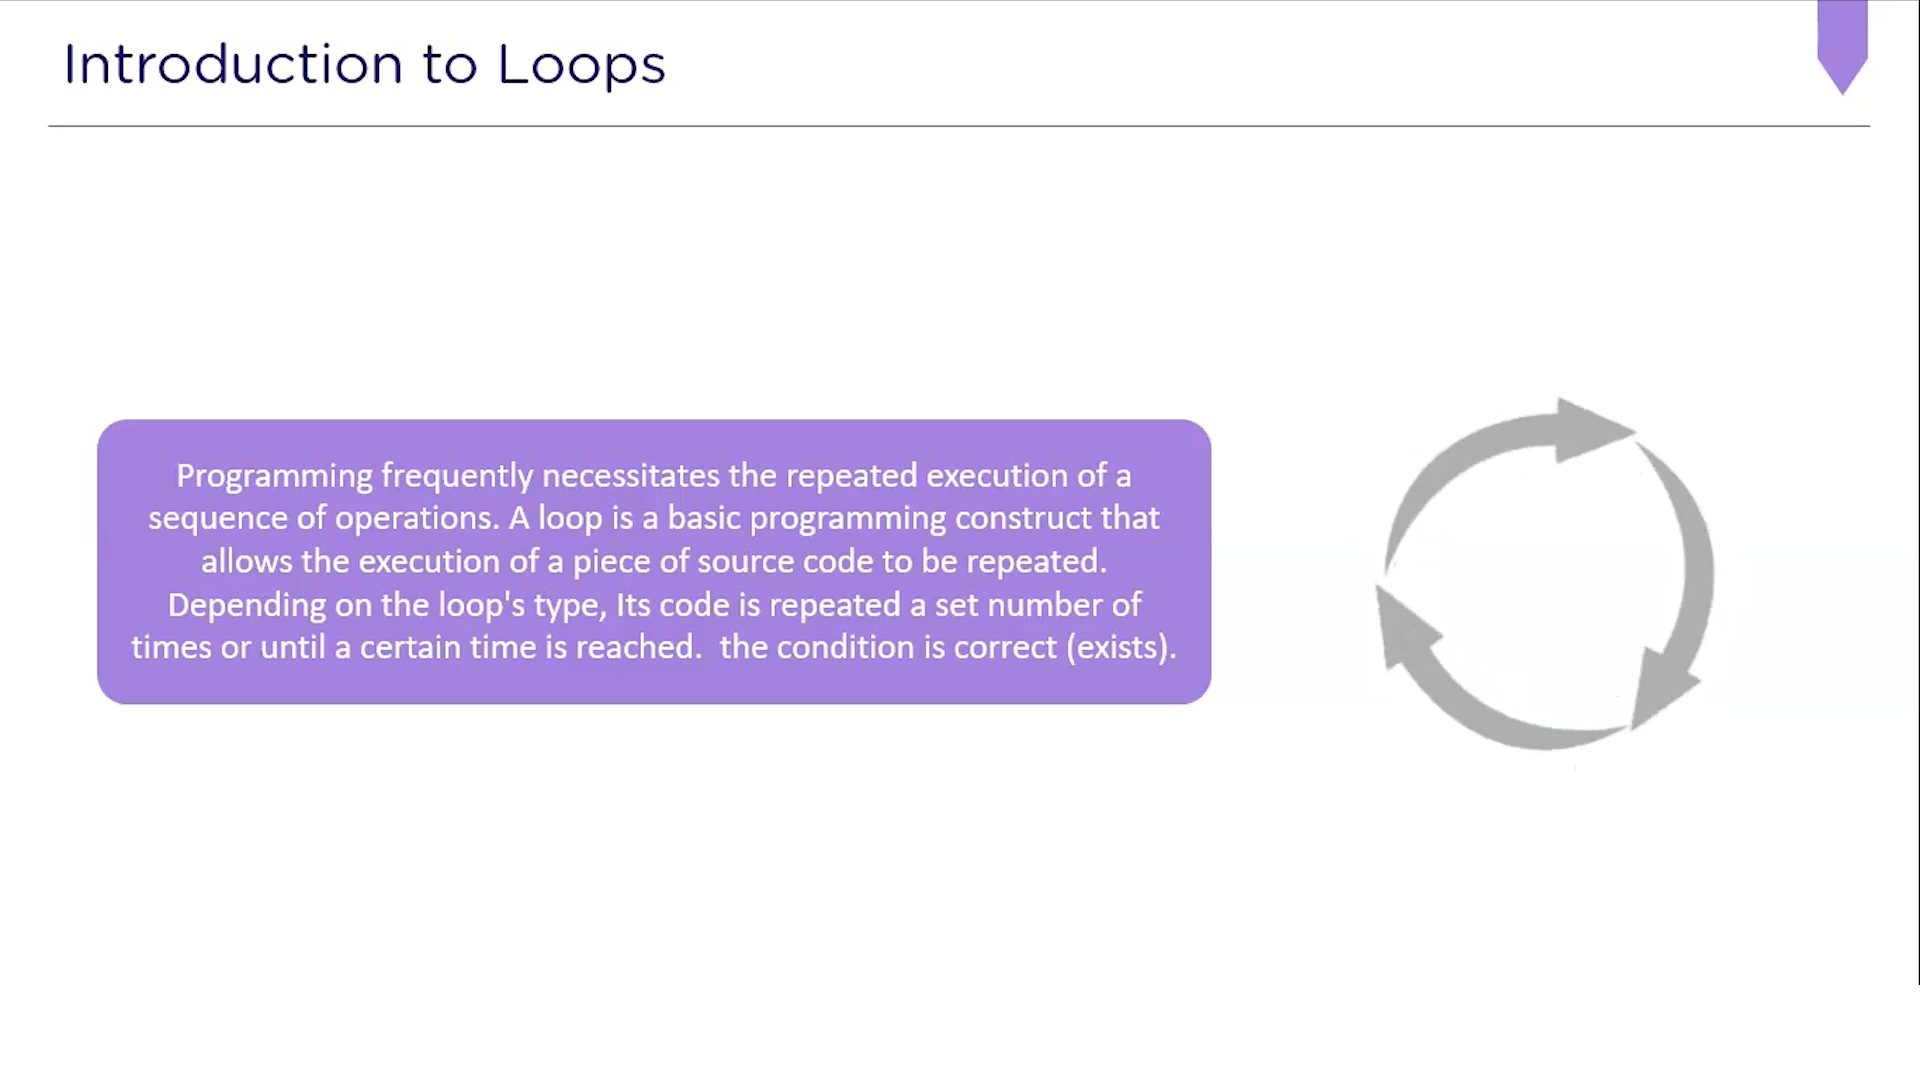 Introduction to Loops
Programming frequently necessitates the repeated execution of a
sequence of operations. A loop is a basic programming construct that
allows the execution of a piece of source code to be repeated.
Depending on the loop's type, Its code is repeated a set number of
times or until a certain time is reached.  the condition is correct (exists).